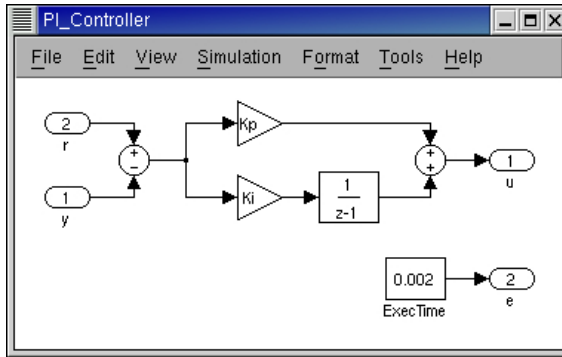 PI_Controller
File Edit View Simulation Format Tools Help
2
r
+
−
1
y
Kp
Ki
1
z-1
+
+
1
u
0.002
ExecTime
2
e